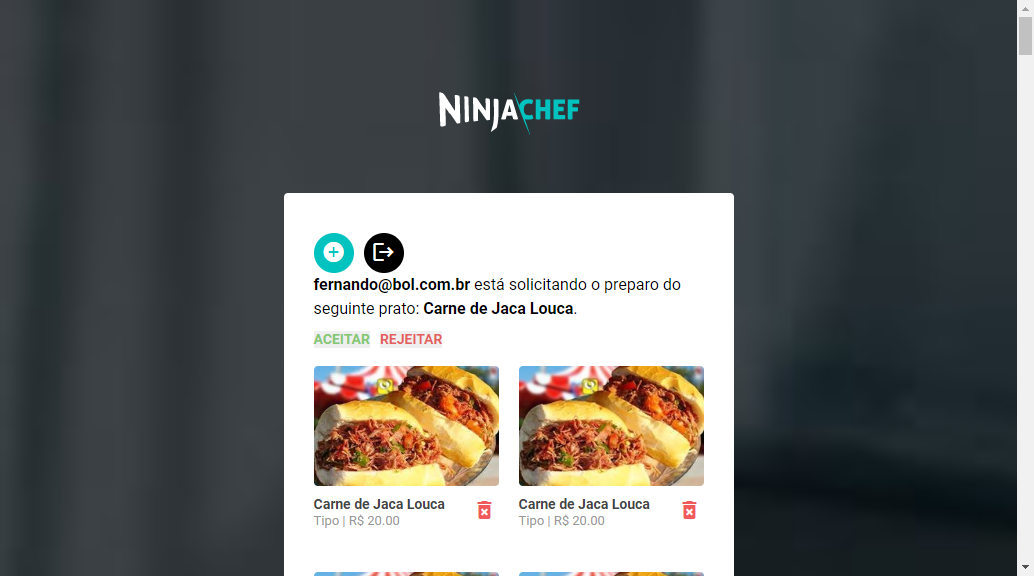 NINJACHEF
fernando@bol.com.br está solicitando o preparo do
seguinte prato: Carne de Jaca Louca.
ACEITAR REJEITAR
Carne de Jaca Louca
Tipo | R$ 20.00
Carne de Jaca Louca
Tipo | R$ 20.00